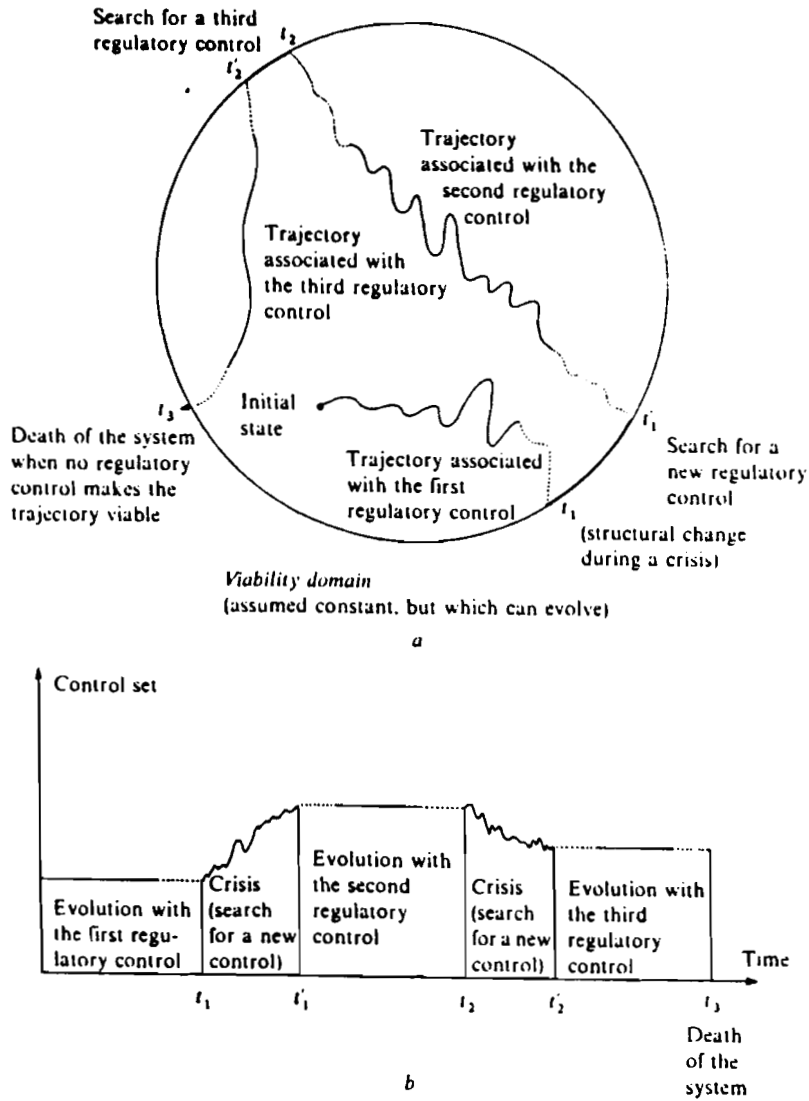 Search for a third
regulatory control
t₂
t'₂
Trajectory
associated with the
second regulatory
control
Trajectory
associated with
the third regulatory
control
t₃
Initial
state
t'₁
Death of the system
when no regulatory
control makes the
trajectory viable
Trajectory associated
with the first
regulatory control
Search for a
new regulatory
control
t₁
(structural change
during a crisis)
Viability domain
(assumed constant, but which can evolve)
a
Control set
Evolution with
the first regu-
latory control
Crisis
(search
for a new
control)
Evolution with
the second
regulatory
control
Crisis
(search
for a new
control)
Evolution with
the third
regulatory
control
Time
t₁
t'₁
t₂
t'₂
t₃
Death
of the
system
b